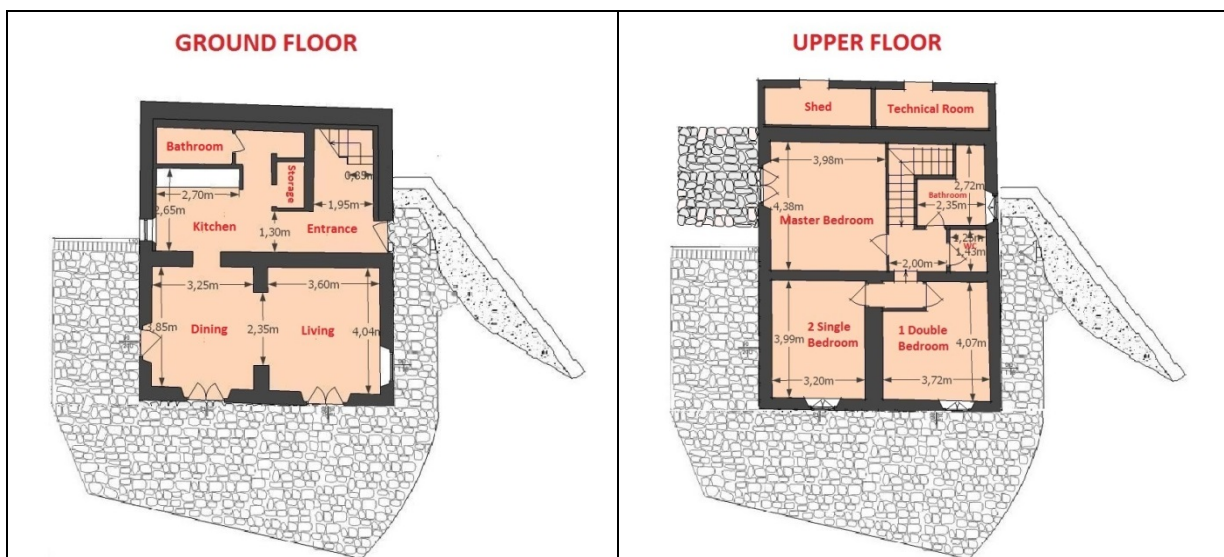 GROUND FLOOR
Bathroom
Storage
0,85m
2,70m
2,65m
1,95m
Kitchen
1,30m
Entrance
3,25m
3,60m
3,85m
Dining
2,35m
Living
4,04m
UPPER FLOOR
Shed
Technical Room
3,98m
2,72m
Bathroom
2,35m
4,38m
Master Bedroom
WC
1,43m
2,00m
3,99m
2 Single
Bedroom
1 Double
Bedroom
4,07m
3,20m
3,72m